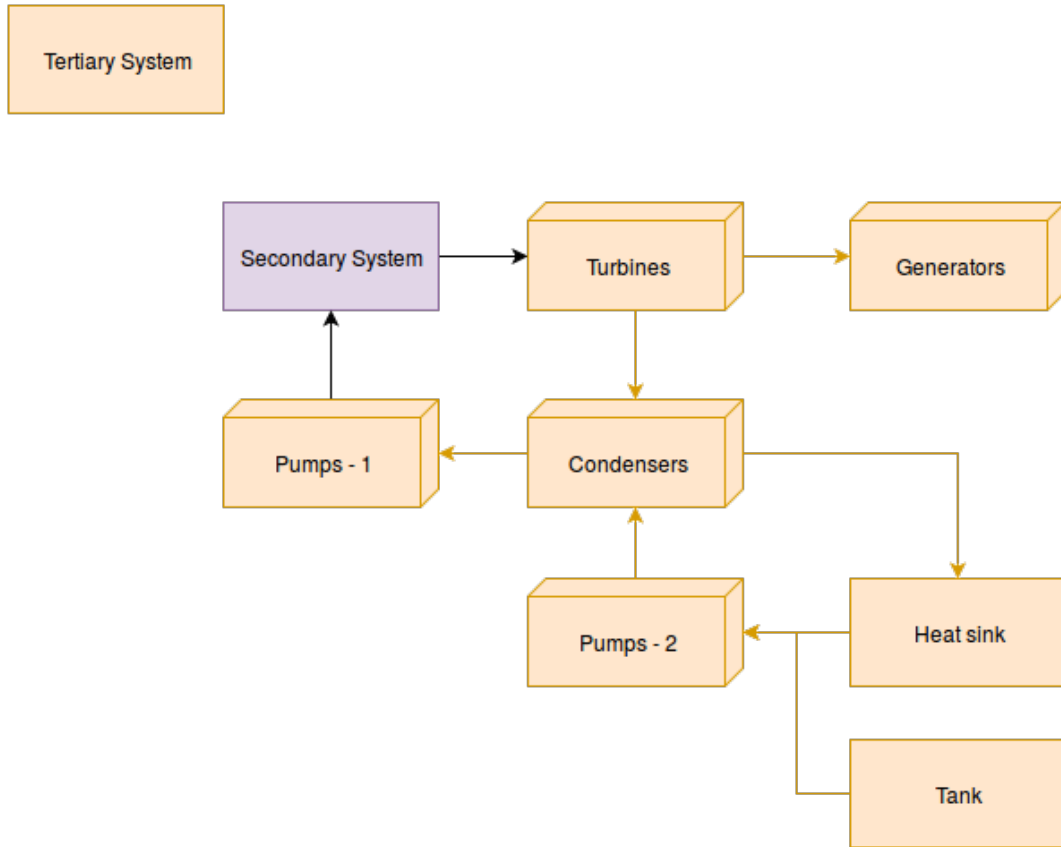 Tertiary System
Secondary System
Turbines
Generators
Pumps - 1
Condensers
Pumps - 2
Heat sink
Tank